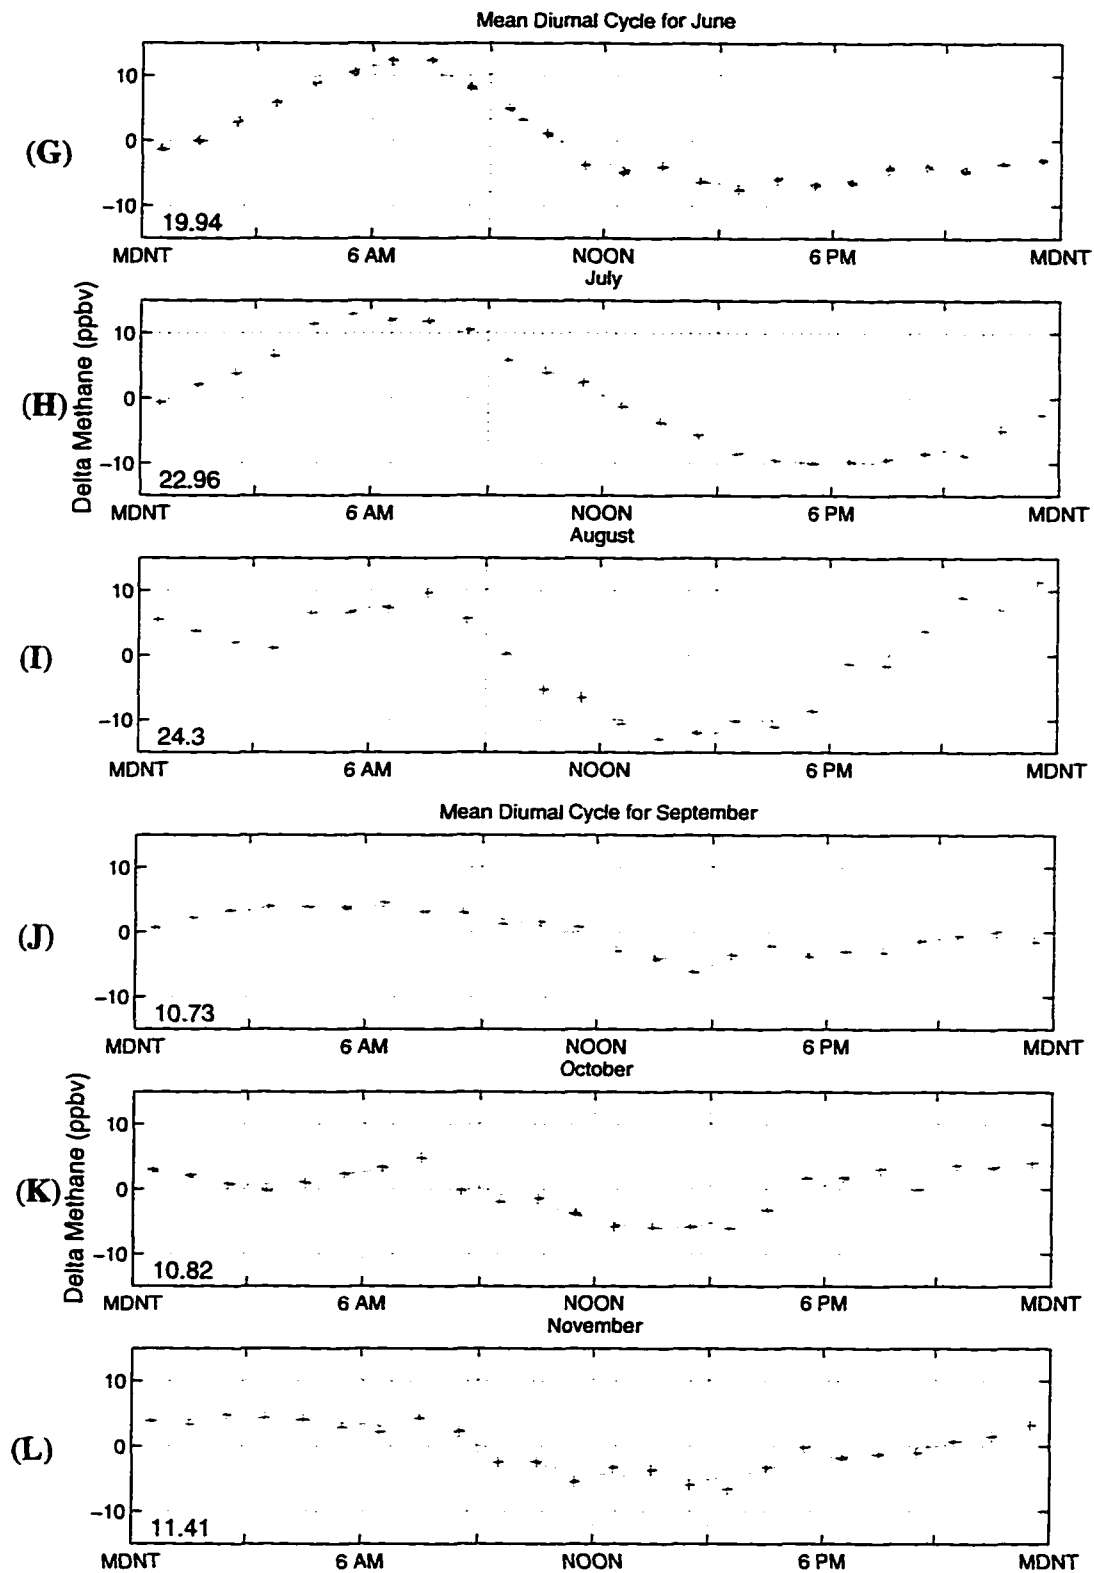 Mean Diurnal Cycle for June
10
0
−10
(G)
19.94
MDNT 6 AM NOON 6 PM MDNT
July
Delta Methane (ppbv)
10
0
−10
(H)
22.96
MDNT 6 AM NOON 6 PM MDNT
August
10
0
−10
(I)
24.3
MDNT 6 AM NOON 6 PM MDNT
Mean Diurnal Cycle for September
10
0
−10
(J)
10.73
MDNT 6 AM NOON 6 PM MDNT
October
Delta Methane (ppbv)
10
0
−10
(K)
10.82
MDNT 6 AM NOON 6 PM MDNT
November
10
0
−10
(L)
11.41
MDNT 6 AM NOON 6 PM MDNT